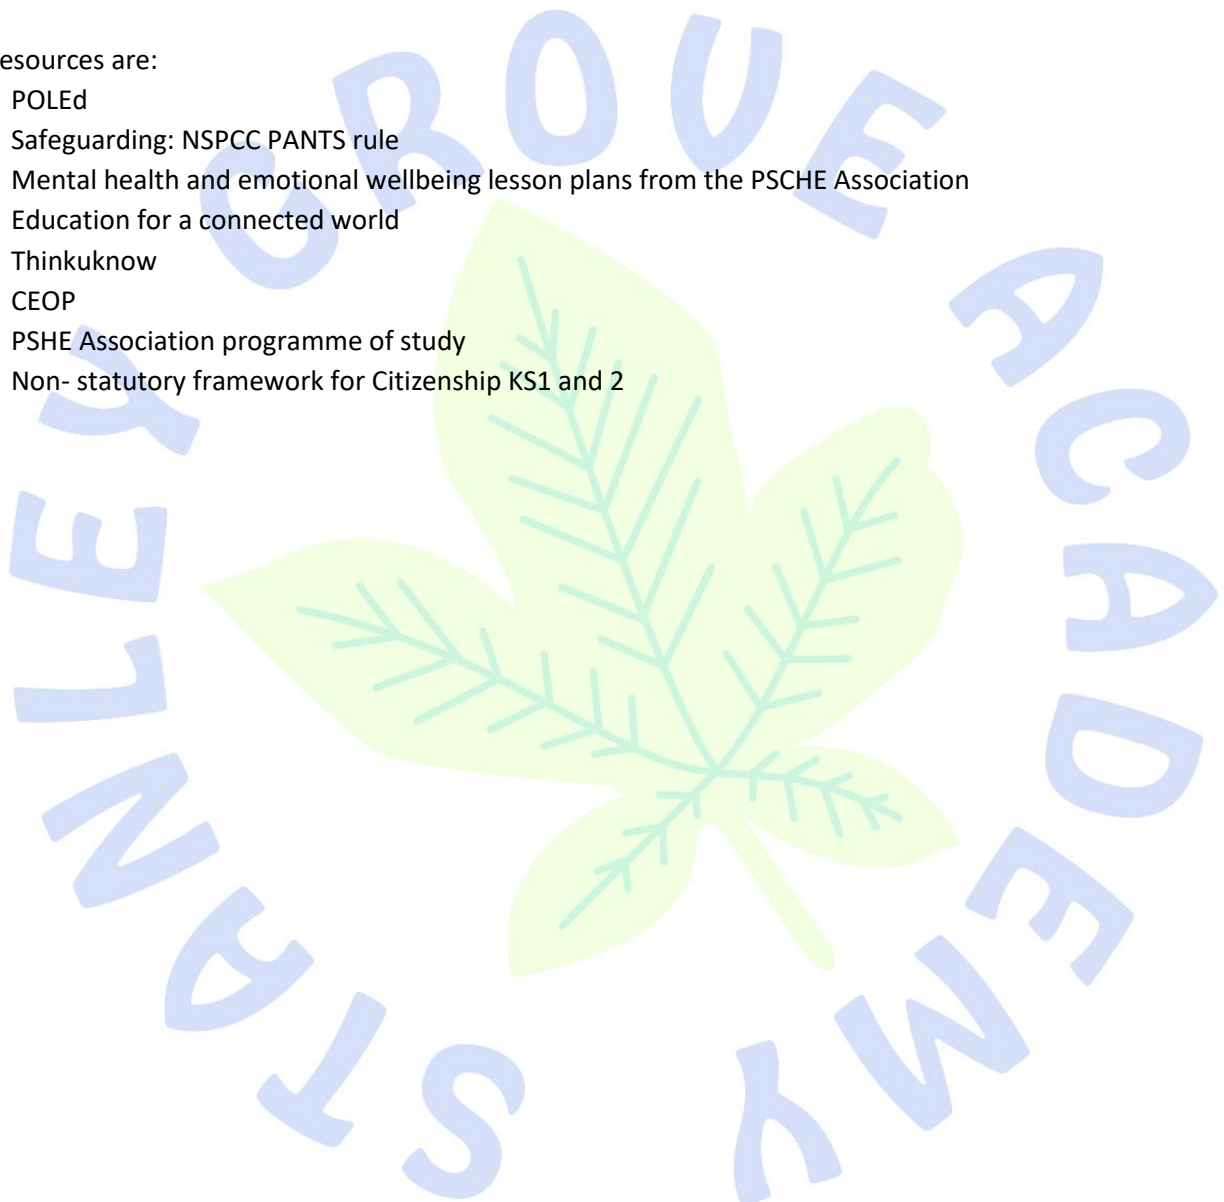 esources are:
POLEd
Safeguarding: NSPCC PANTS rule
Mental health and emotional wellbeing lesson plans from the PSCHE Association
Education for a connected world
Thinkuknow
CEOP
PSHE Association programme of study
Non- statutory framework for Citizenship KS1 and 2
STANLEY GROVE ACADEMY